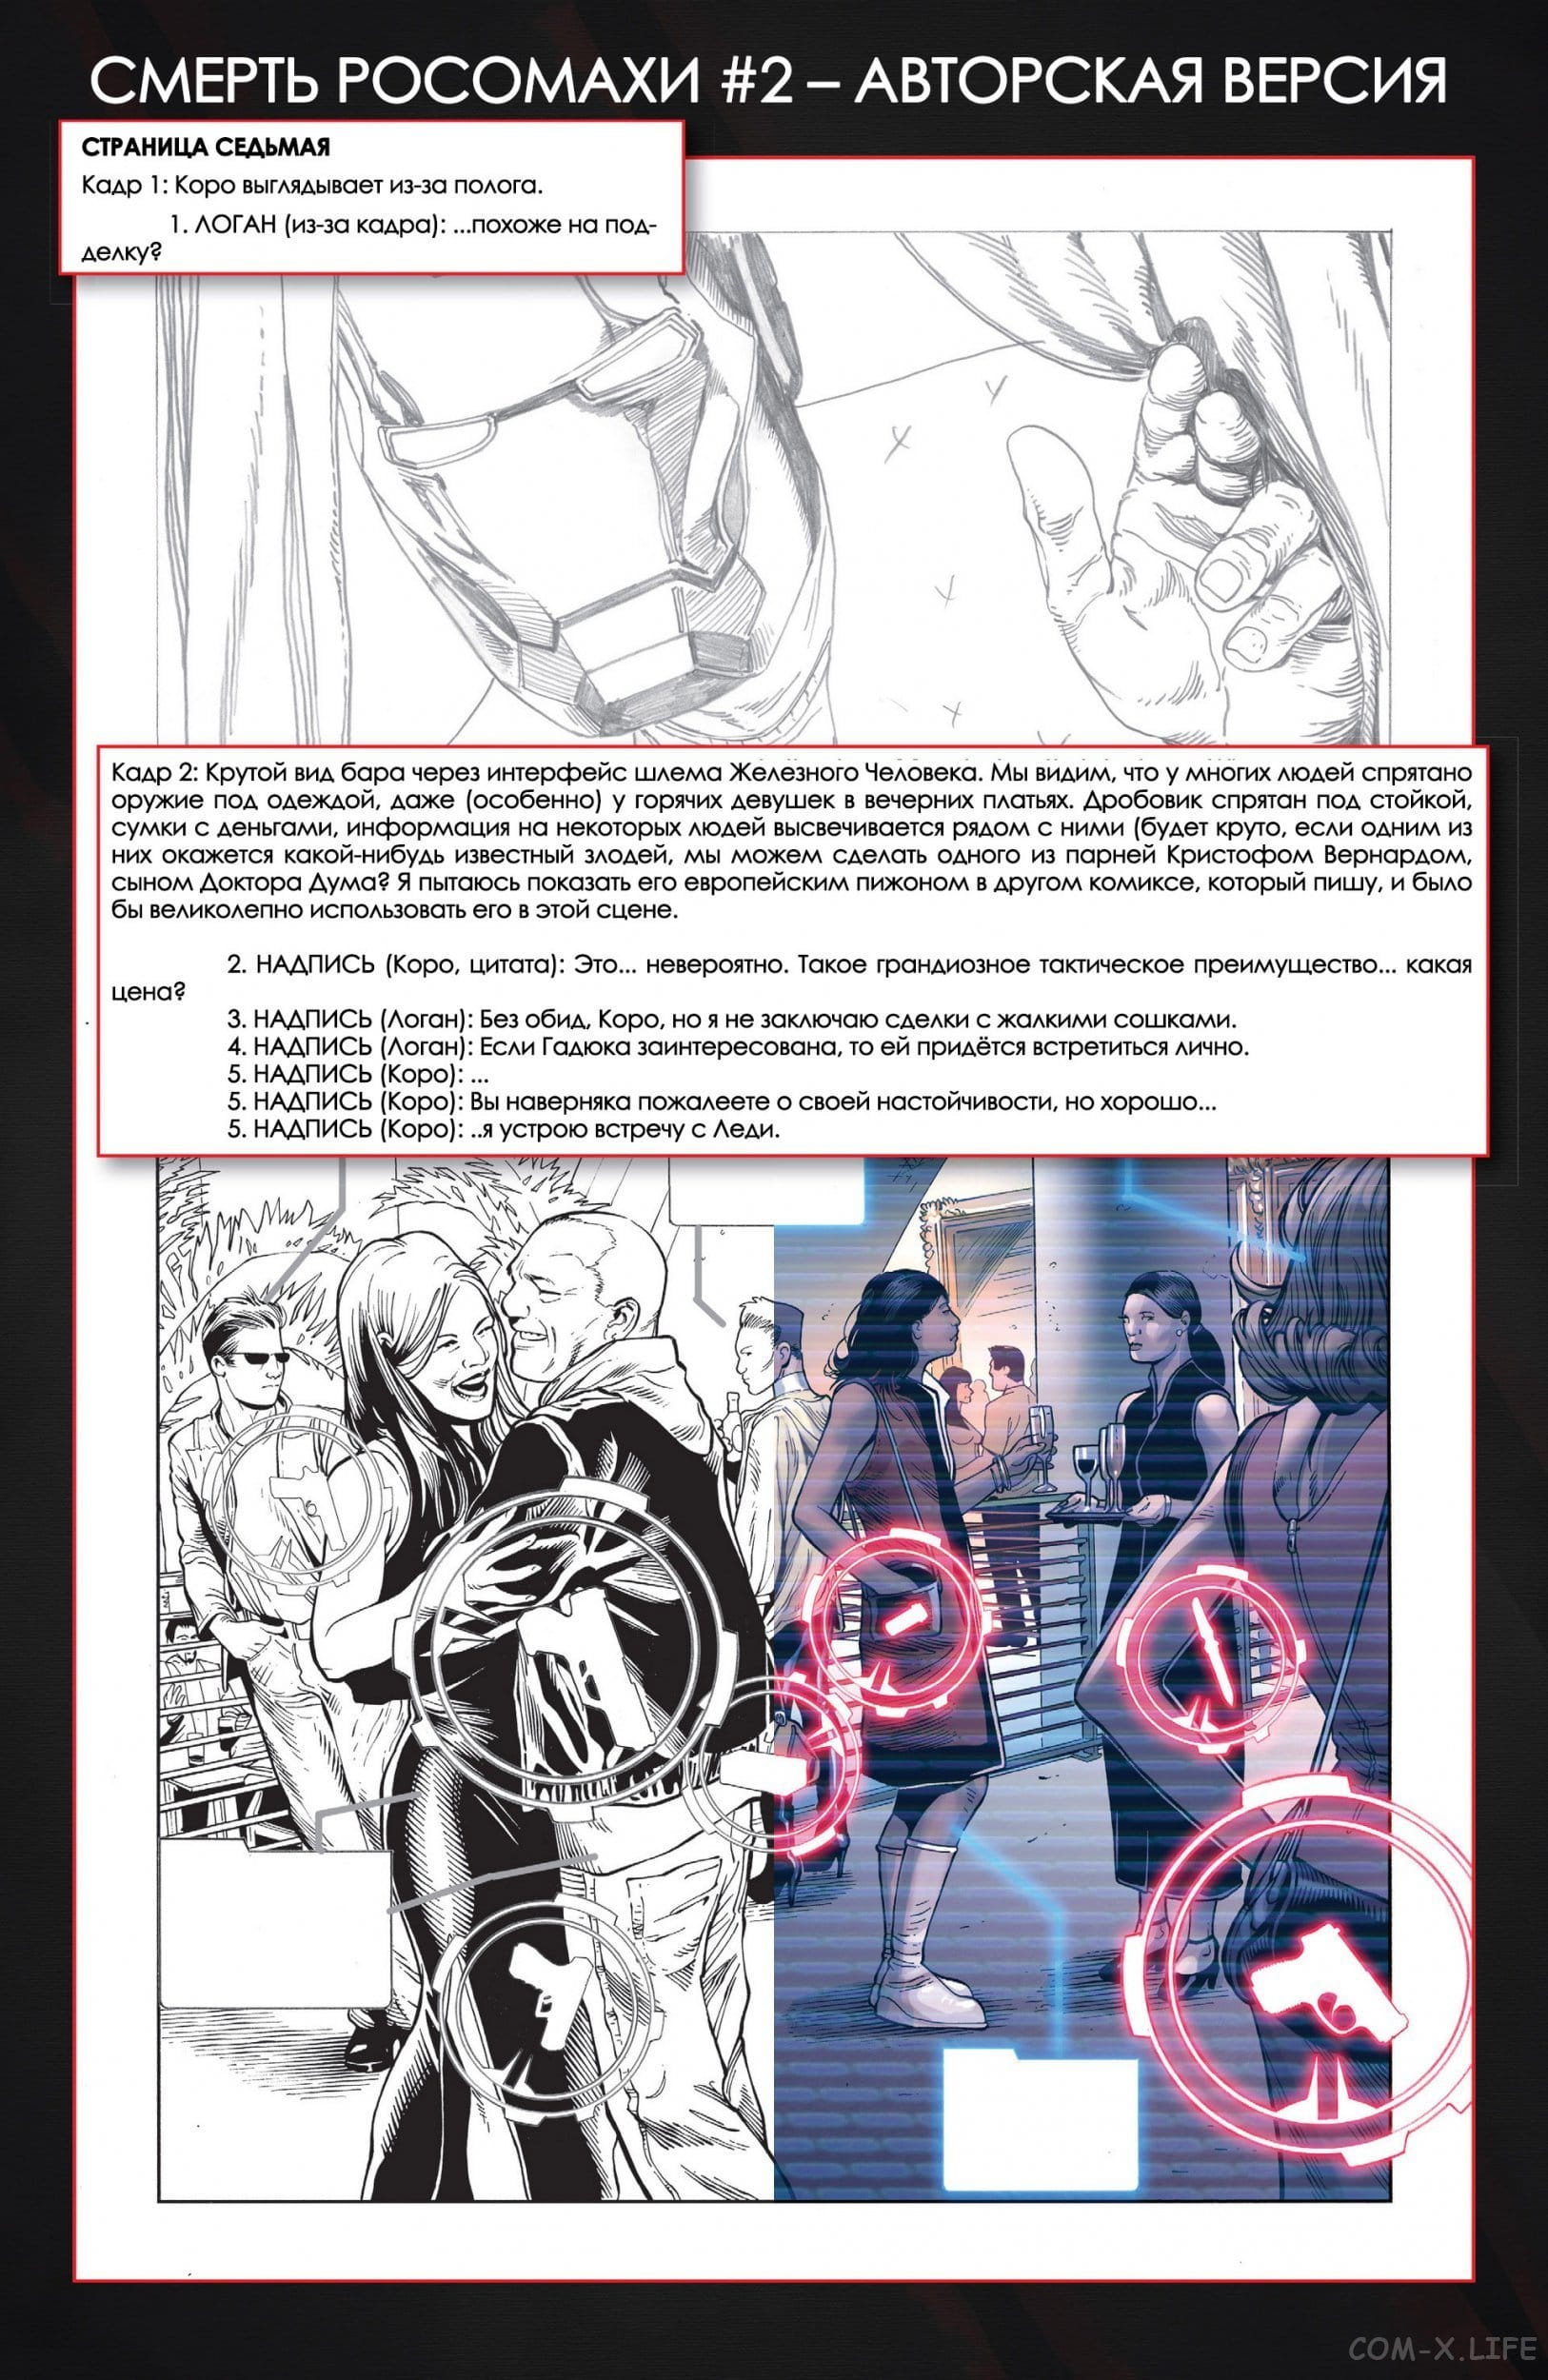 СМЕРТЬ РОСОМАХИ #2 – АВТОРСКАЯ ВЕРСИЯ
СТРАНИЦА СЕДЬМАЯ
Кадр 1: Коро выглядывает из-за полога.
1. ЛОГАН (из-за кадра): ...похоже на под-
делку?
Кадр 2: Крутой вид бара через интерфейс шлема Железного Человека. Мы видим, что у многих людей спрятано
оружие под одеждой, даже (особенно) у горячих девушек в вечерних платьях. Дробовик спрятан под стойкой,
сумки с деньгами, информация на некоторых людей высвечивается рядом с ними (будет круто, если одним из
них окажется какой-нибудь известный злодей, мы можем сделать одного из парней Кристофом Вернардом,
сыном Доктора Дума? Я пытаюсь показать его европейским пижоном в другом комиксе, который пишу, и было
бы великолепно использовать его в этой сцене.
2. НАДПИСЬ (Коро, цитата): Это... невероятно. Такое грандиозное тактическое преимущество... какая
цена?
3. НАДПИСЬ (Логан): Без обид, Коро, но я не заключаю сделки с жалкими сошками.
4. НАДПИСЬ (Логан): Если Гадюка заинтересована, то ей придётся встретиться лично.
5. НАДПИСЬ (Коро): ...
5. НАДПИСЬ (Коро): Вы наверняка пожалеете о своей настойчивости, но хорошо...
5. НАДПИСЬ (Коро): ..я устрою встречу с Леди.
COM-X.LIFE